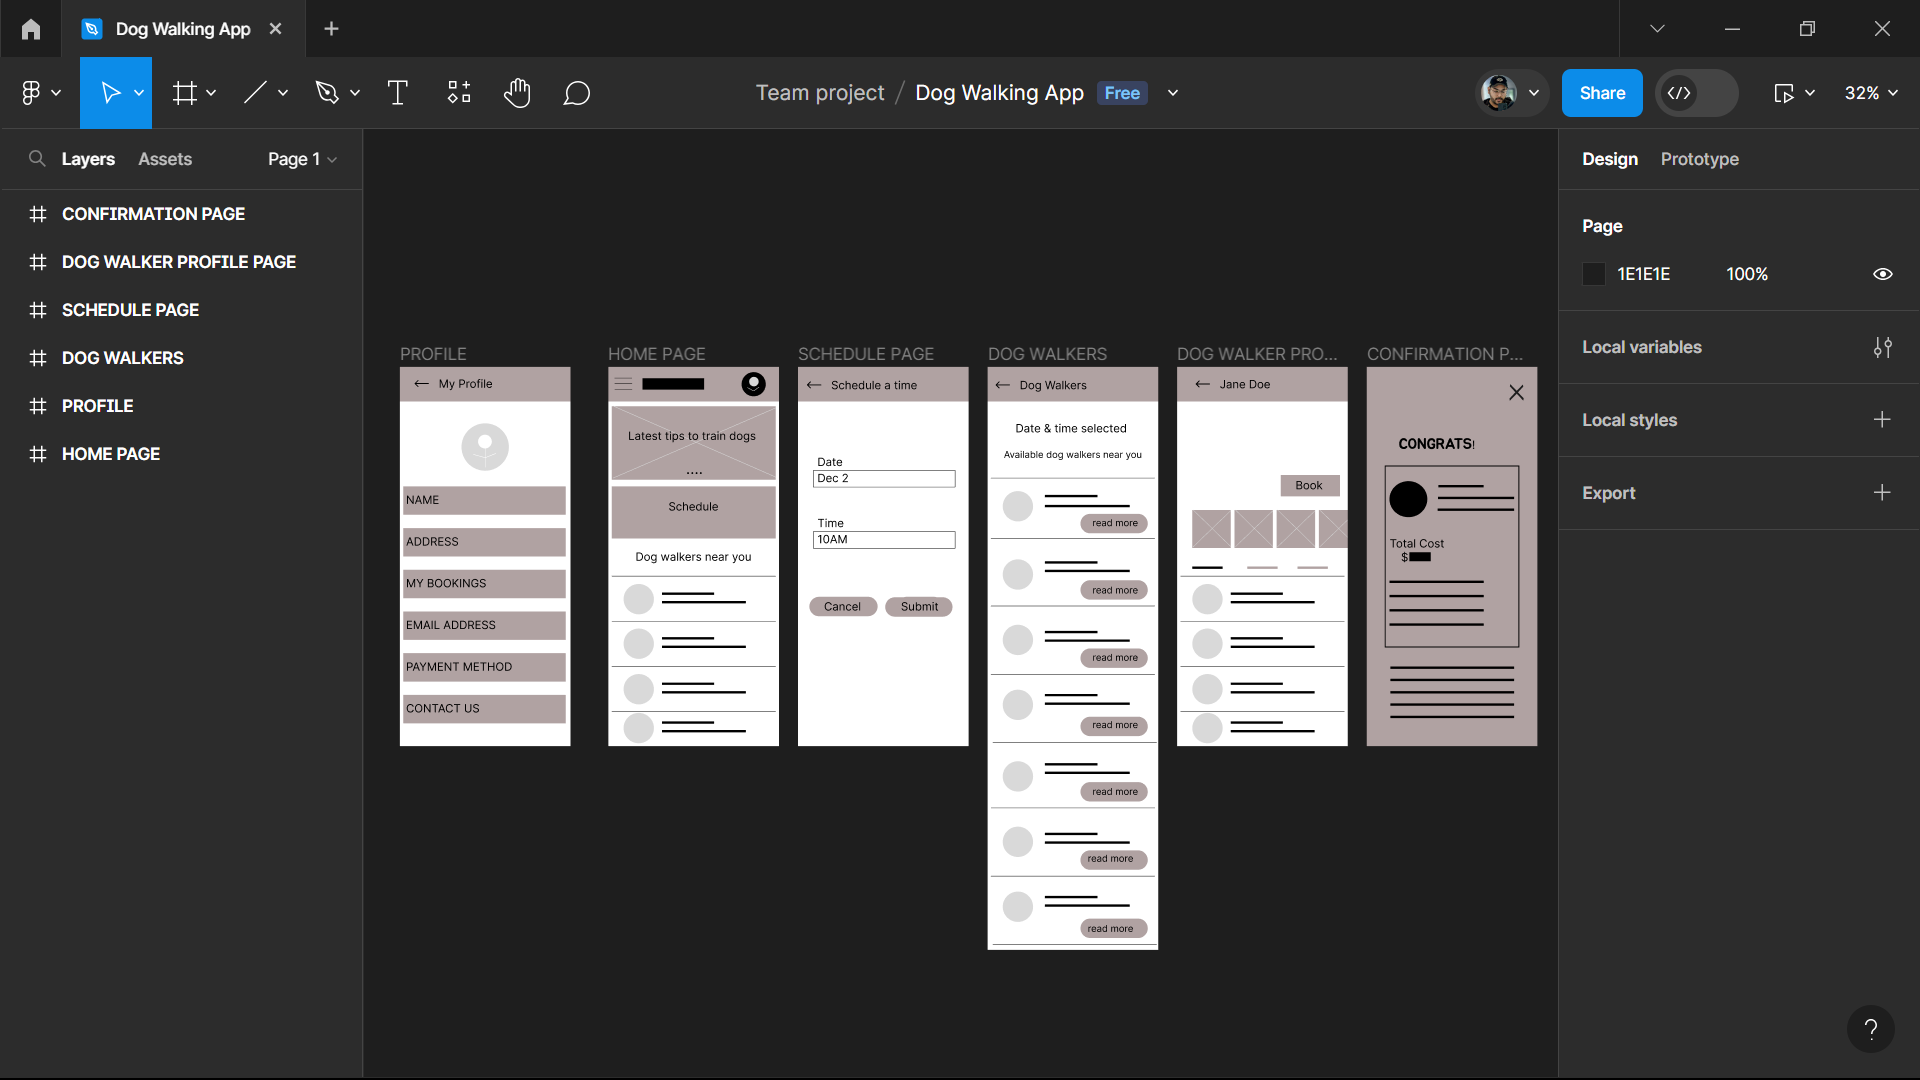 Dog Walking App
Team project / Dog Walking App Free
Share
32%
Layers Assets Page 1
CONFIRMATION PAGE
DOG WALKER PROFILE PAGE
SCHEDULE PAGE
DOG WALKERS
PROFILE
HOME PAGE
PROFILE
My Profile
NAME
ADDRESS
MY BOOKINGS
EMAIL ADDRESS
PAYMENT METHOD
CONTACT US
HOME PAGE
Latest tips to train dogs
....
Schedule
Dog walkers near you
SCHEDULE PAGE
Schedule a time
Date
Dec 2
Time
10AM
Cancel Submit
DOG WALKERS
Dog Walkers
Date & time selected
Available dog walkers near you
read more
read more
read more
read more
read more
read more
read more
DOG WALKER PRO...
Jane Doe
Book
CONFIRMATION P...
CONGRATS!
Total Cost
$
Design Prototype
Page
1E1E1E 100%
Local variables
Local styles
Export
?